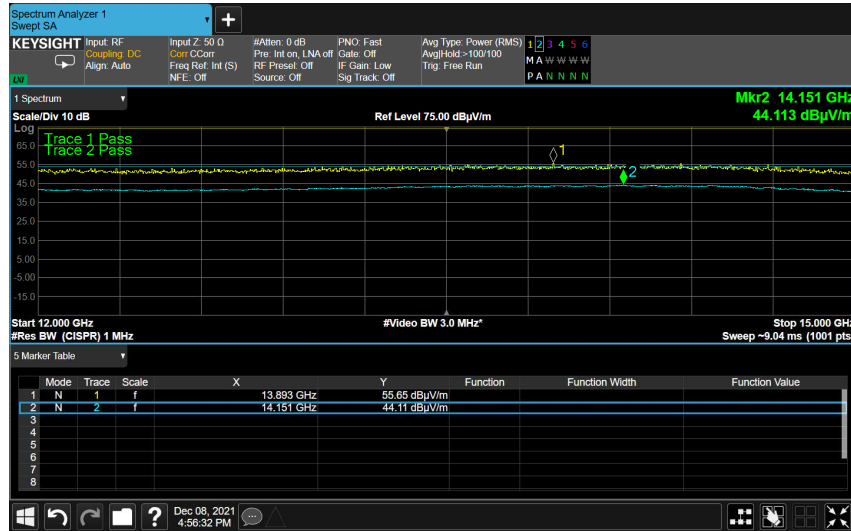 Spectrum Analyzer 1
Swept SA
KEYSIGHT
Input: RF
Coupling: DC
Align: Auto
Input Z: 50 Ω
Corr CCorr
Freq Ref: Int (S)
NFE: Off
#Atten: 0 dB
Pre: Int on, LNA off
RF Presel: Off
Source: Off
PNO: Fast
Gate: Off
IF Gain: Low
Sig Track: Off
Avg Type: Power (RMS)
Avg|Hold:>100/100
Trig: Free Run
1 2 3 4 5 6
M A W W W W
P A N N N N
LNI
1 Spectrum
Scale/Div 10 dB
Ref Level 75.00 dBµV/m
Mkr2 14.151 GHz
44.113 dBµV/m
Log
Trace 1 Pass
Trace 2 Pass
65.0
55.0
45.0
35.0
25.0
15.0
5.00
-5.00
-15.0
1
2
Start 12.000 GHz
#Res BW (CISPR) 1 MHz
#Video BW 3.0 MHz*
Stop 15.000 GHz
Sweep ~9.04 ms (1001 pts
5 Marker Table
Mode Trace Scale X Y Function Function Width Function Value
1 N 1 f 13.893 GHz 55.65 dBµV/m
2 N 2 f 14.151 GHz 44.11 dBµV/m
3
4
5
6
7
8
?
Dec 08, 2021
4:56:32 PM